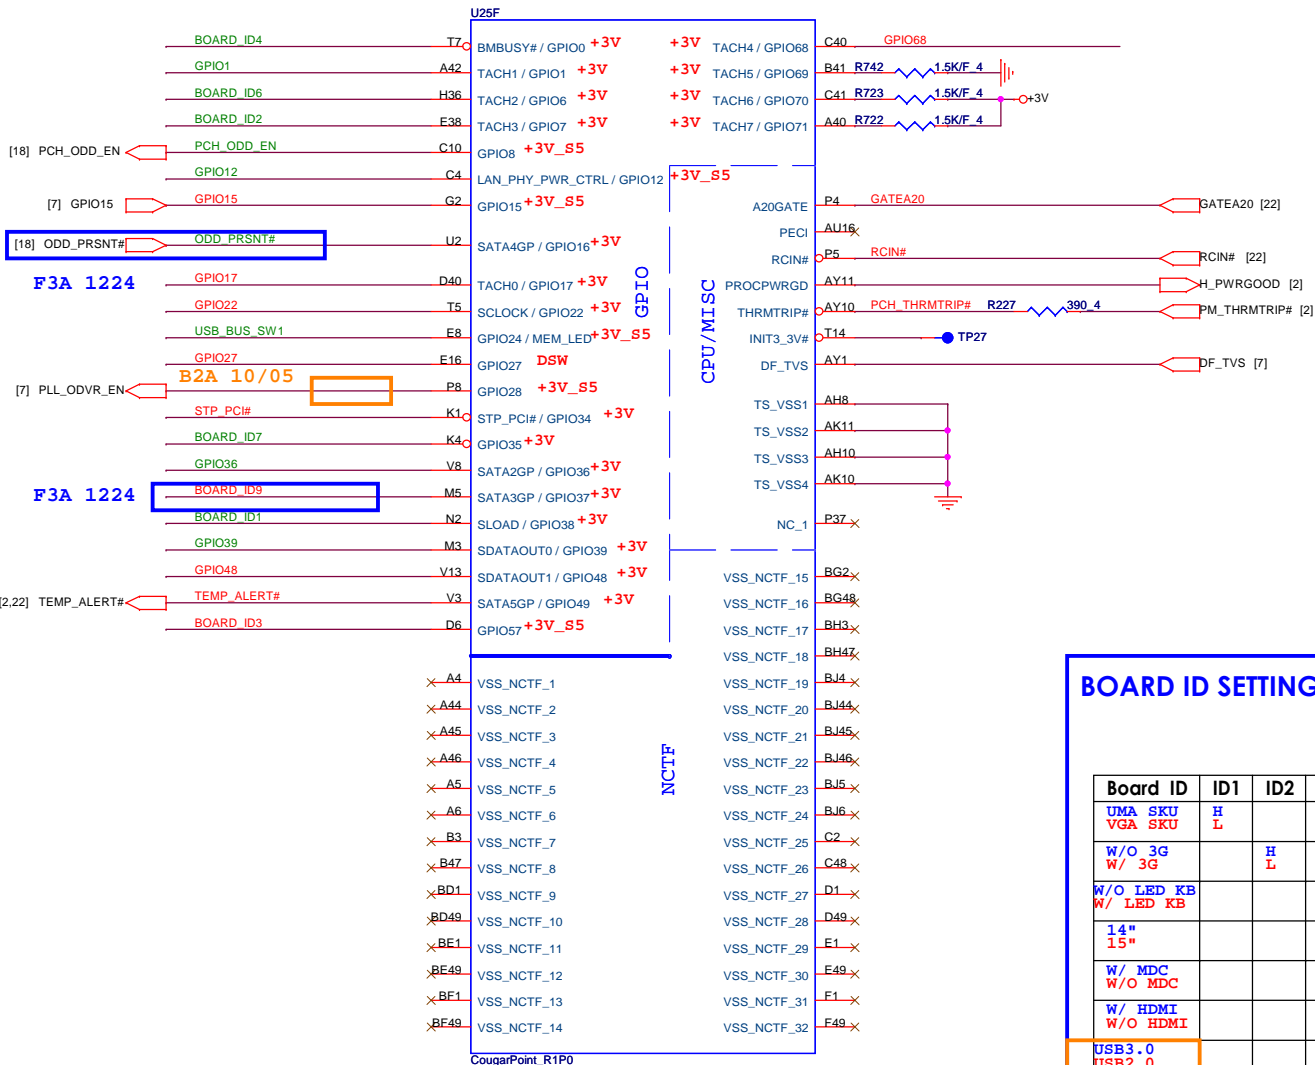 U25F
BOARD_ID4 T7 BMBUSY# / GPIO0 +3V +3V TACH4 / GPIO68 C40 GPIO68
GPIO1 A42 TACH1 / GPIO1 +3V +3V TACH5 / GPIO69 B41 R742 1.5K/F_4
BOARD_ID6 H36 TACH2 / GPIO6 +3V +3V TACH6 / GPIO70 C41 R723 1.5K/F_4 +3V
BOARD_ID2 E38 TACH3 / GPIO7 +3V +3V TACH7 / GPIO71 A40 R722 1.5K/F_4
[18] PCH_ODD_EN PCH_ODD_EN C10 GPIO8 +3V_S5
GPIO12 C4 LAN_PHY_PWR_CTRL / GPIO12 +3V_S5
[7] GPIO15 GPIO15 G2 GPIO15 +3V_S5 A20GATE P4 GATEA20 GATEA20 [22]
PECI AU16
[18] ODD_PRSNT# ODD_PRSNT# U2 SATA4GP / GPIO16 +3V RCIN# P5 RCIN# RCIN# [22]
F3A 1224 GPIO17 D40 TACH0 / GPIO17 +3V GPIO PROCPWRGD AY11 H_PWRGOOD [2]
GPIO22 T5 SCLOCK / GPIO22 +3V CPU/MISC THRMTRIP# AY10 PCH_THRMTRIP# R227 390_4 PM_THRMTRIP# [2]
USB_BUS_SW1 E8 GPIO24 / MEM_LED +3V_S5 INIT3_3V# T14 TP27
GPIO27 E16 GPIO27 DSW DF_TVS AY1 DF_TVS [7]
B2A 10/05
[7] PLL_ODVR_EN P8 GPIO28 +3V_S5
STP_PCI# K1 STP_PCI# / GPIO34 +3V TS_VSS1 AH8
BOARD_ID7 K4 GPIO35 +3V TS_VSS2 AK11
GPIO36 V8 SATA2GP / GPIO36 +3V TS_VSS3 AH10
F3A 1224 BOARD_ID9 M5 SATA3GP / GPIO37 +3V TS_VSS4 AK10
BOARD_ID1 N2 SLOAD / GPIO38 +3V NC_1 P37
GPIO39 M3 SDATAOUT0 / GPIO39 +3V
GPIO48 V13 SDATAOUT1 / GPIO48 +3V VSS_NCTF_15 BG2
[2,22] TEMP_ALERT# TEMP_ALERT# V3 SATA5GP / GPIO49 +3V VSS_NCTF_16 BG48
BOARD_ID3 D6 GPIO57 +3V_S5 VSS_NCTF_17 BH3
VSS_NCTF_18 BH47
A4 VSS_NCTF_1 VSS_NCTF_19 BJ4
A44 VSS_NCTF_2 VSS_NCTF_20 BJ44
A45 VSS_NCTF_3 VSS_NCTF_21 BJ45
A46 VSS_NCTF_4 NCTF VSS_NCTF_22 BJ46
A5 VSS_NCTF_5 VSS_NCTF_23 BJ5
A6 VSS_NCTF_6 VSS_NCTF_24 BJ6
B3 VSS_NCTF_7 VSS_NCTF_25 C2
B47 VSS_NCTF_8 VSS_NCTF_26 C48
BD1 VSS_NCTF_9 VSS_NCTF_27 D1
BD49 VSS_NCTF_10 VSS_NCTF_28 D49
BE1 VSS_NCTF_11 VSS_NCTF_29 E1
BE49 VSS_NCTF_12 VSS_NCTF_30 E49
BF1 VSS_NCTF_13 VSS_NCTF_31 F1
BF49 VSS_NCTF_14 VSS_NCTF_32 F49
CougarPoint_R1P0
BOARD ID SETTING
Board ID ID1 ID2
UMA SKU H
VGA SKU L
W/O 3G H
W/ 3G L
W/O LED KB
W/ LED KB
14"
15"
W/ MDC
W/O MDC
W/ HDMI
W/O HDMI
USB3.0
USB2.0